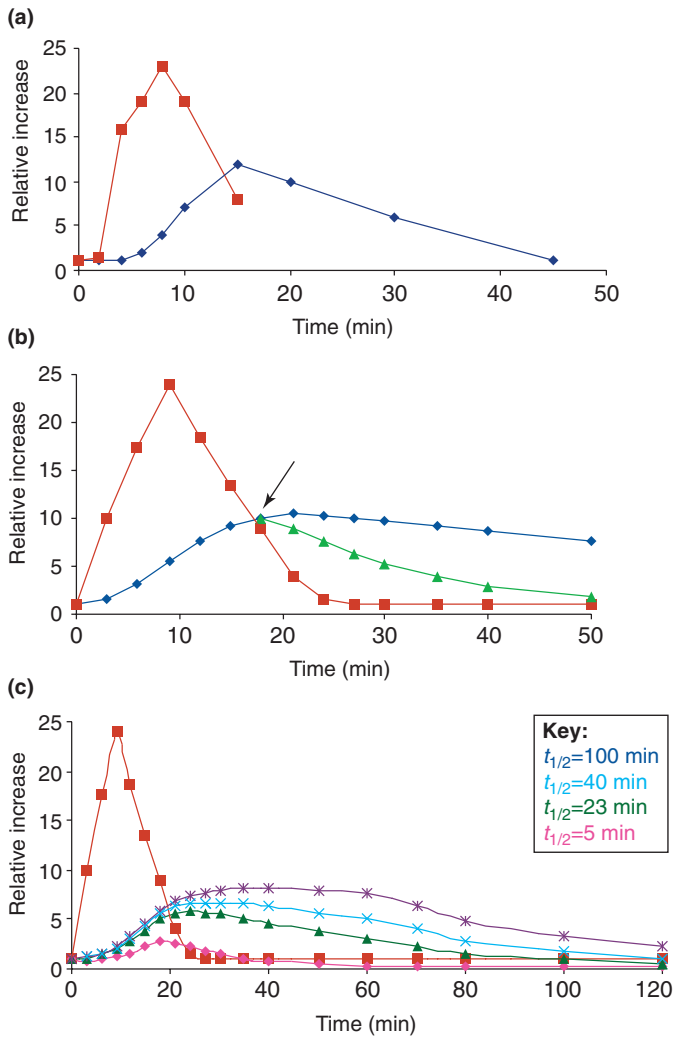 (a)
25
20
15
10
5
0
Relative increase
0 10 20 30 40 50
Time (min)
(b)
25
20
15
10
5
0
Relative increase
0 10 20 30 40 50
Time (min)
(c)
25
20
15
10
5
0
Relative increase
Key:
t1/2=100 min
t1/2=40 min
t1/2=23 min
t1/2=5 min
0 20 40 60 80 100 120
Time (min)